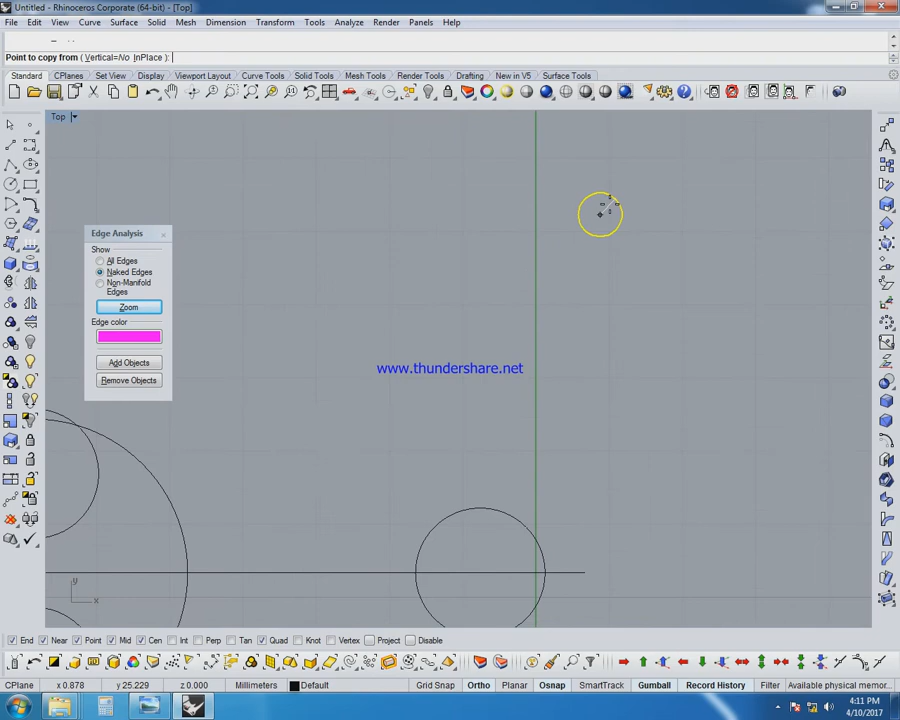 Untitled - Rhinoceros Corporate (64-bit) - [Top]
File Edit View Curve Surface Solid Mesh Dimension Transform Tools Analyze Render Panels Help
Point to copy from ( Vertical=No InPlace ):
Standard CPlanes Set View Display Viewport Layout Curve Tools Solid Tools Mesh Tools Render Tools Drafting New in V5 Surface Tools
Top
Edge Analysis
Show
All Edges
Naked Edges
Non-Manifold
Edges
Zoom
Edge color
Add Objects
Remove Objects
www.thundershare.net
y
x
End Near Point Mid Cen Int Perp Tan Quad Knot Vertex Project Disable
CPlane x 0.878 y 25.229 z 0.000 Millimeters Default Grid Snap Ortho Planar Osnap SmartTrack Gumball Record History Filter Available physical memor
4:11 PM
4/10/2017